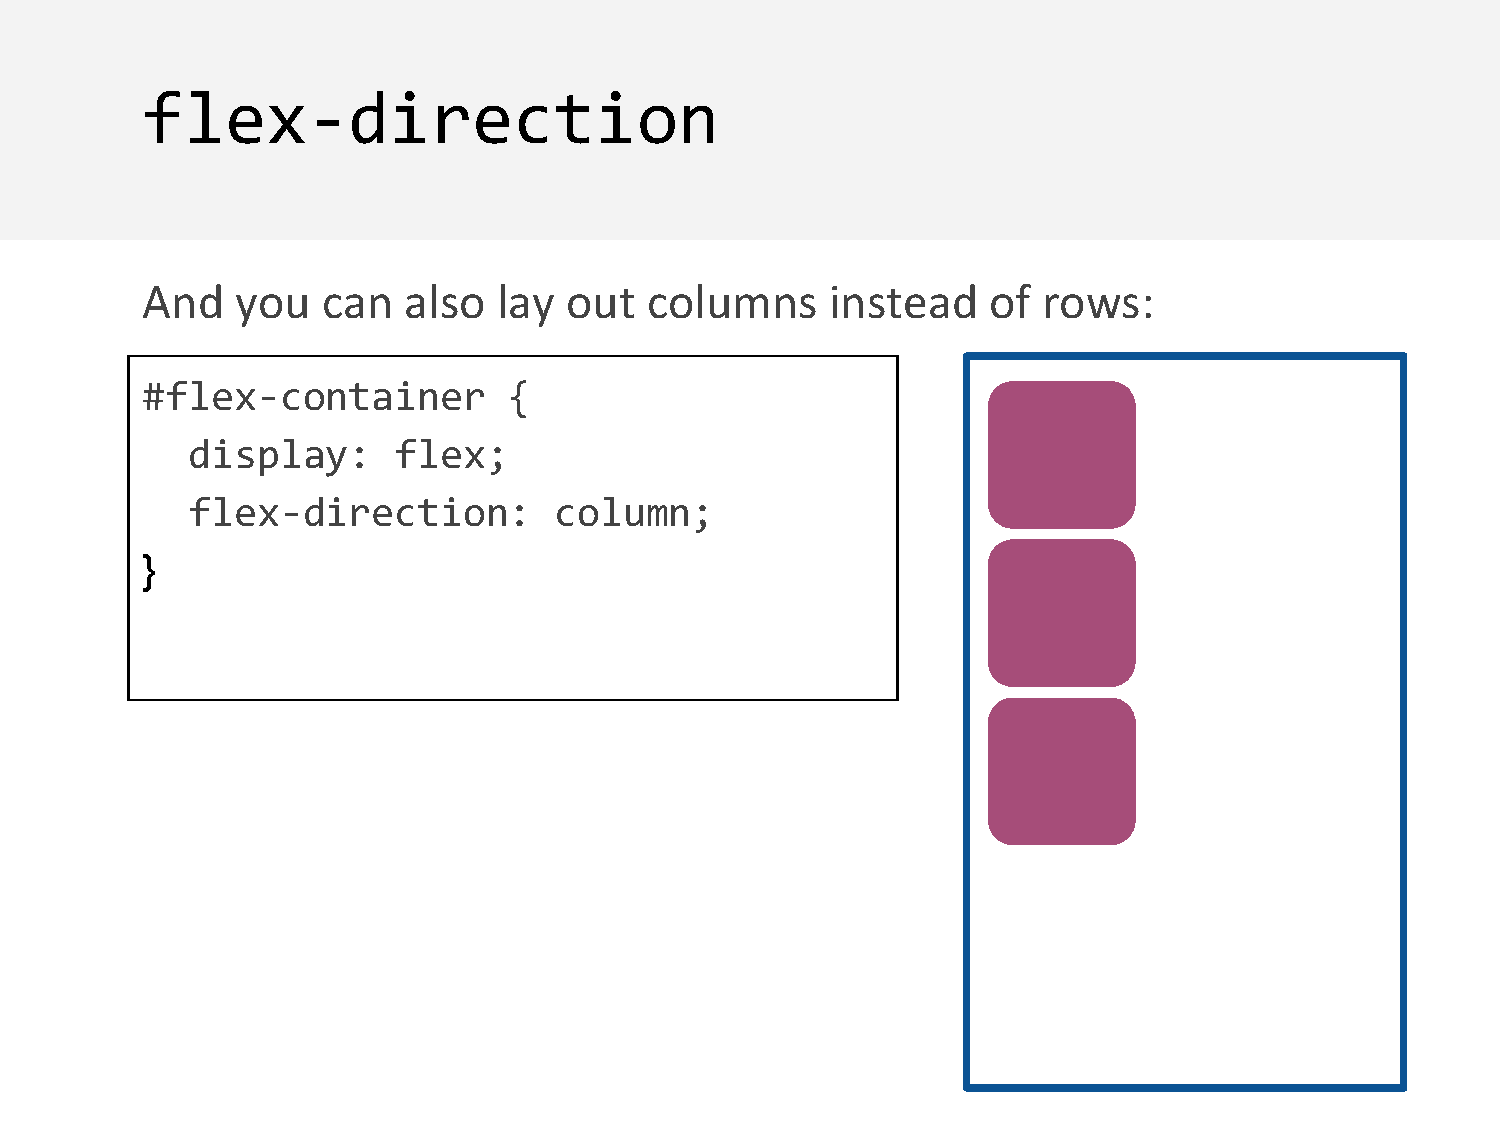 flex-direction
And you can also lay out columns instead of rows:
#flex-container {
  display: flex;
  flex-direction: column;
}